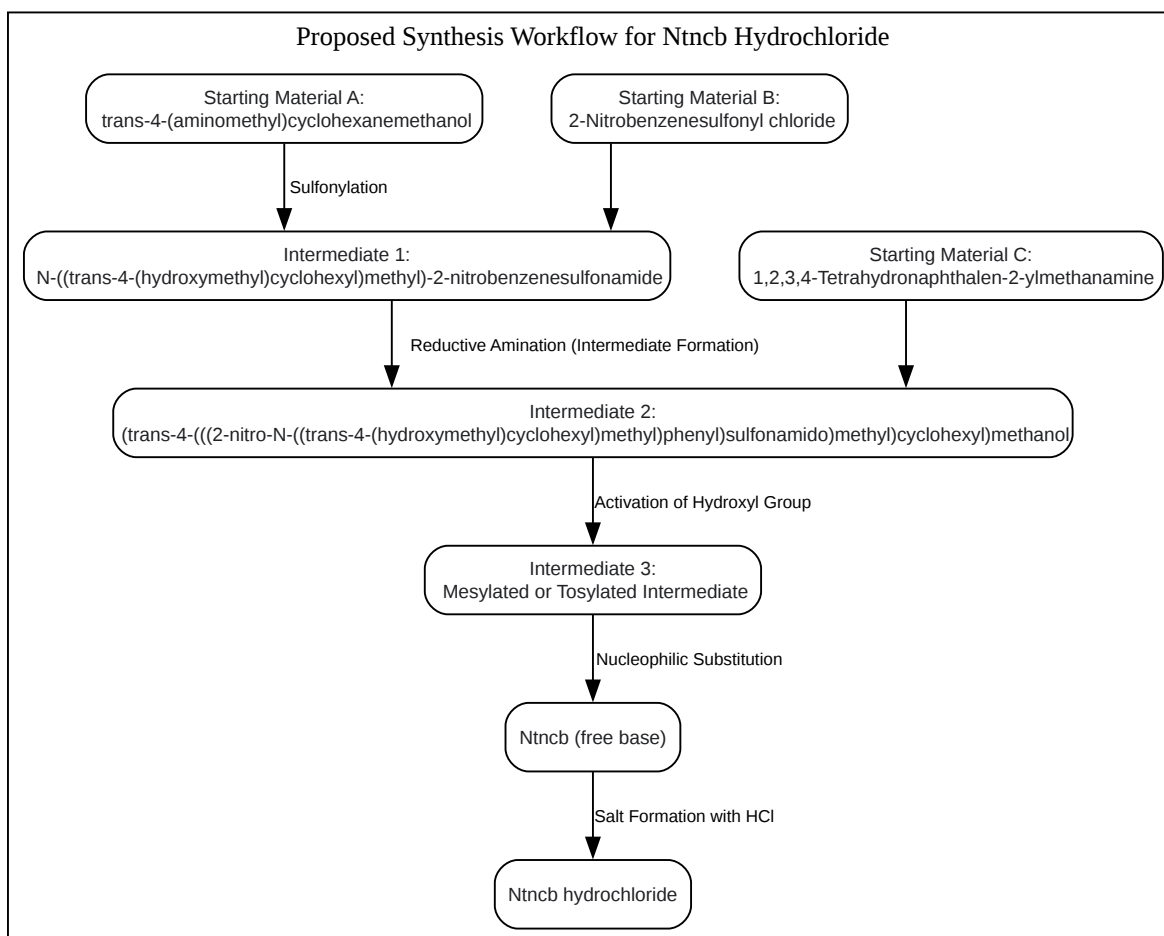 Proposed Synthesis Workflow for Ntncb Hydrochloride
Starting Material A:
trans-4-(aminomethyl)cyclohexanemethanol
Starting Material B:
2-Nitrobenzenesulfonyl chloride
Sulfonylation
Intermediate 1:
N-((trans-4-(hydroxymethyl)cyclohexyl)methyl)-2-nitrobenzenesulfonamide
Starting Material C:
1,2,3,4-Tetrahydronaphthalen-2-ylmethanamine
Reductive Amination (Intermediate Formation)
Intermediate 2:
(trans-4-(((2-nitro-N-((trans-4-(hydroxymethyl)cyclohexyl)methyl)phenyl)sulfonamido)methyl)cyclohexyl)methanol
Activation of Hydroxyl Group
Intermediate 3:
Mesylated or Tosylated Intermediate
Nucleophilic Substitution
Ntncb (free base)
Salt Formation with HCl
Ntncb hydrochloride